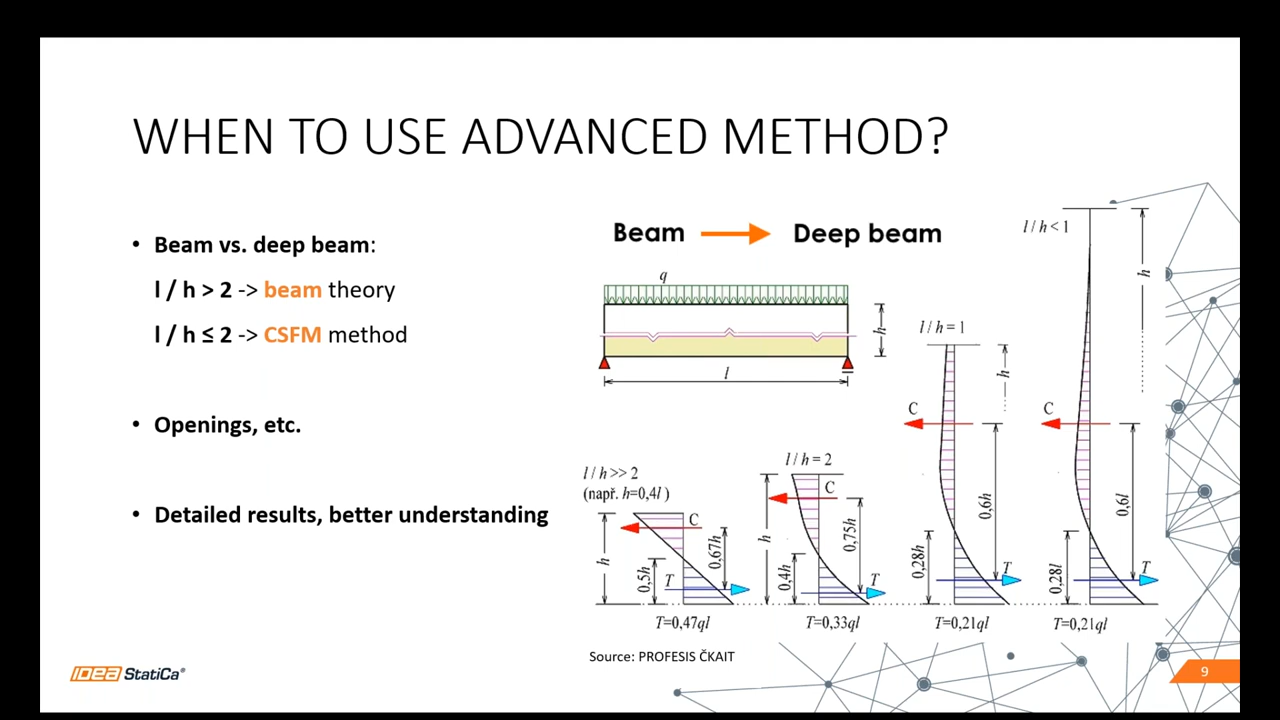 WHEN TO USE ADVANCED METHOD?
• Beam vs. deep beam:
l / h > 2 -> beam theory
l / h ≤ 2 -> CSFM method
• Openings, etc.
• Detailed results, better understanding
Beam
Deep beam
q
h
l
l / h >> 2
(např. h=0,4l )
h
0,5h
T
C
0,67h
T=0,47ql
l / h = 2
h
0,4h
C
0,75h
T
T=0,33ql
l / h = 1
h
C
0,6h
0,28h
T
T=0,21ql
l / h < 1
h
C
0,6l
0,28l
T
T=0,21ql
Source: PROFESIS ČKAIT
IDEA StatiCa®
9